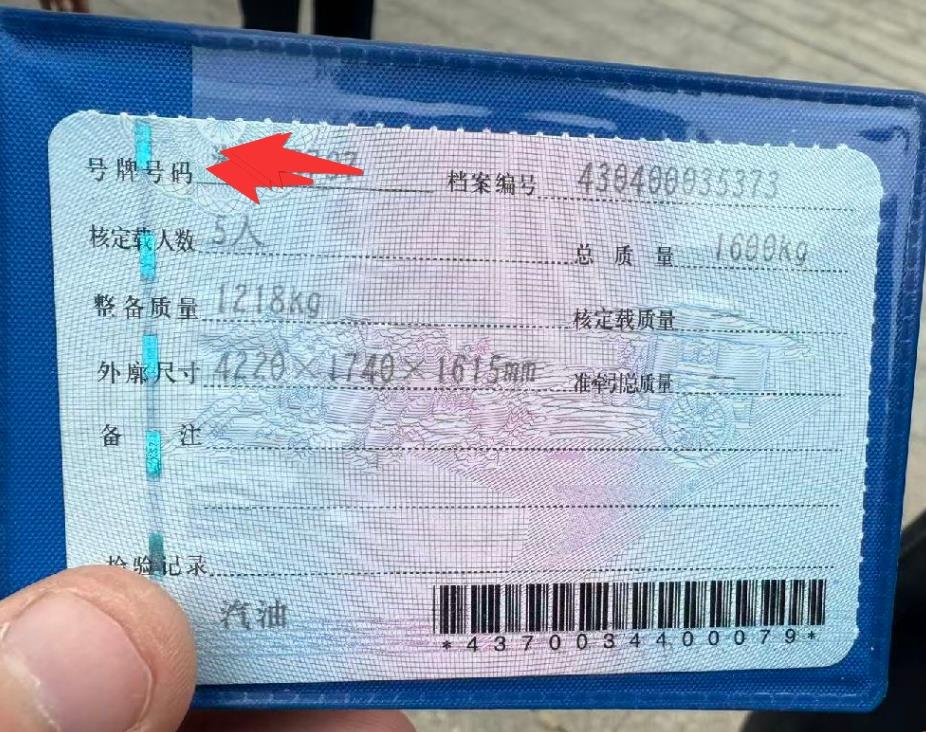 号牌号码 档案编号 430400035373
核定载人数 5人 总质量 1600kg
整备质量 1218kg 核定载质量
外廓尺寸 4220×1740×1615mm 准牵引总质量 --
备注
检验记录
汽油
*4370034400079*